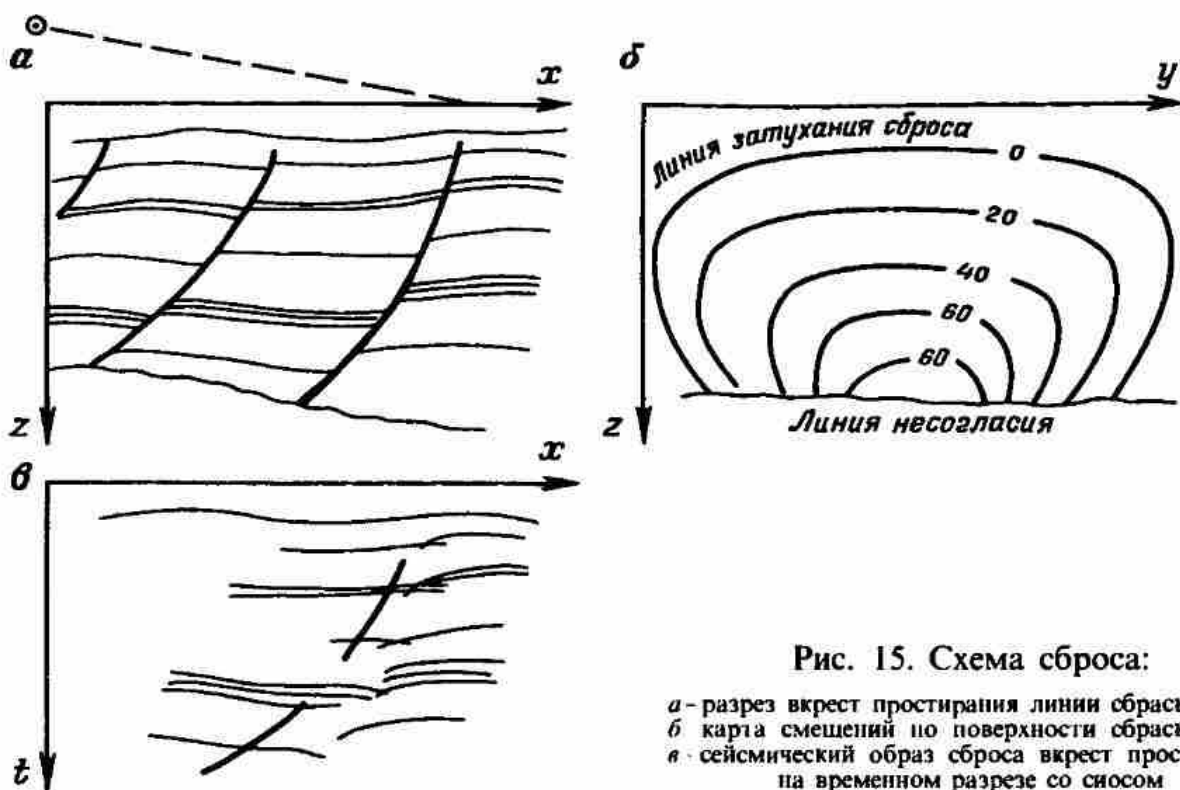 а
x
z
б
y
Линия затухания сброса
0
20
40
60
60
z
Линия несогласия
в
x
t
Рис. 15. Схема сброса:
а - разрез вкрест простирания линии
б карта смещений по поверхности
в - сейсмический образ сброса вкрест
на временном разрезе со сносом